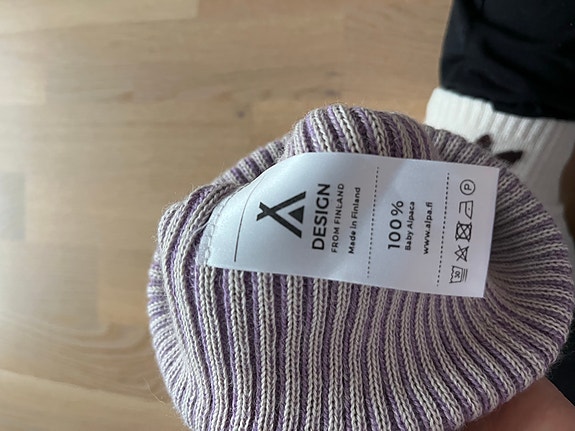 DESIGN
FROM FINLAND
Made in Finland
100%
Baby Alpaca
www.alpa.fi
30
P